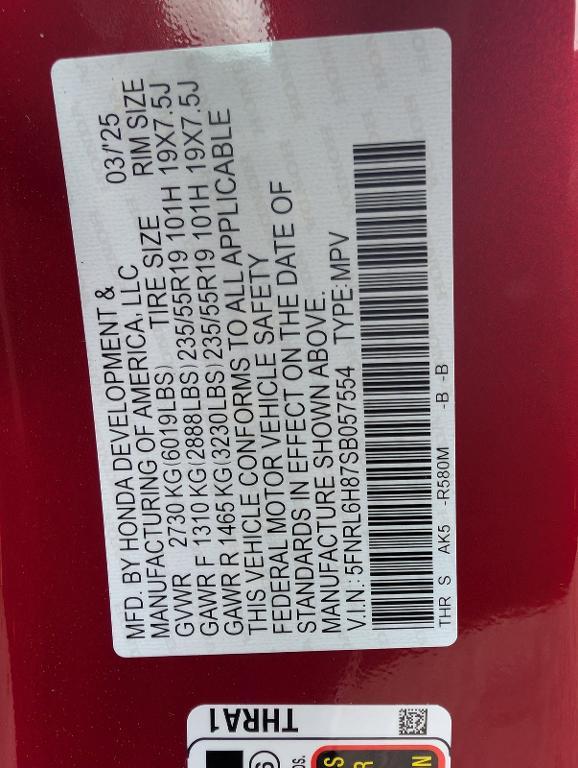 MFD. BY HONDA DEVELOPMENT & 03/'25
MANUFACTURING OF AMERICA, LLC
TIRE SIZE RIM SIZE
GVWR 2730 KG(6019LBS)
GAWR F 1310 KG(2888LBS) 235/55R19 101H 19X7.5J
GAWR R 1465 KG(3230LBS) 235/55R19 101H 19X7.5J
THIS VEHICLE CONFORMS TO ALL APPLICABLE
FEDERAL MOTOR VEHICLE SAFETY
STANDARDS IN EFFECT ON THE DATE OF
MANUFACTURE SHOWN ABOVE.
V.I.N.: 5FNRL6H87SB057554 TYPE:MPV
THR S AK5 -R580M -B -B
THRA1